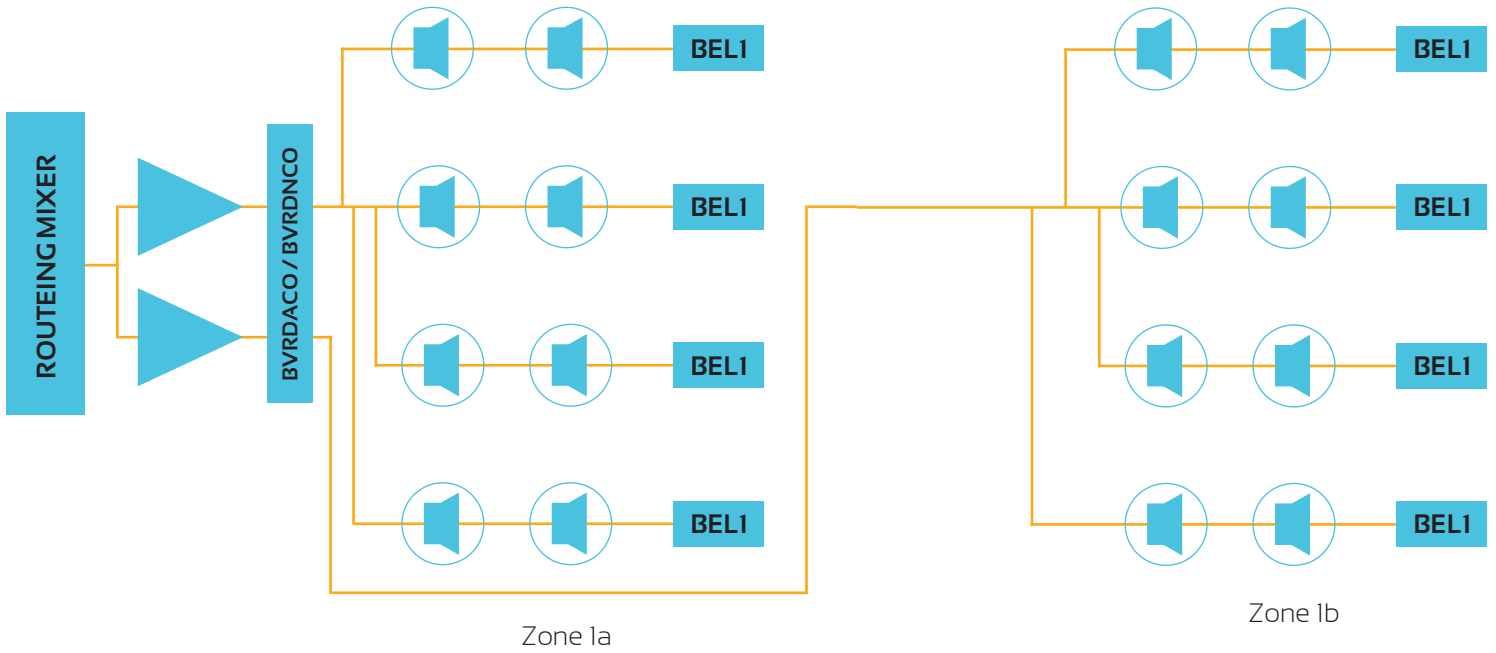 ROUTEING MIXER
BVRDACO / BVRDNCO
BEL1
BEL1
BEL1
BEL1
Zone 1a
BEL1
BEL1
BEL1
BEL1
Zone 1b